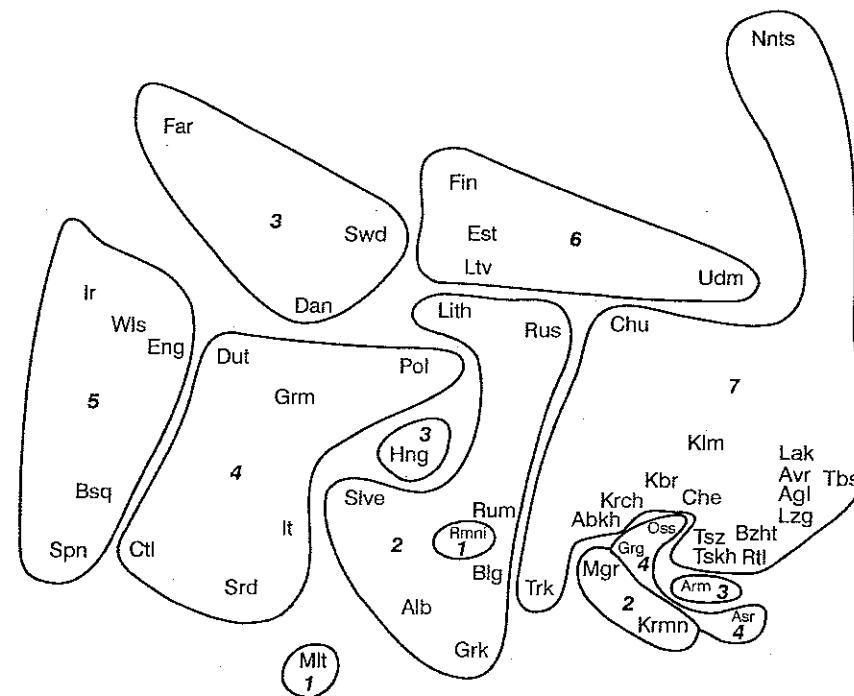 Nnts
Far
Fin
3
Swd
Est
6
Ltv
Udm
Ir
Dan
Lith
Wls
Rus
Chu
Eng
Dut
Pol
Grm
5
7
3
Hng
Klm
4
Lak
Avr
Tbs
Kbr
Agl
Bsq
Slve
Krch
Che
Lzg
It
Rum
Abkh
Oss
2
Rmni
1
Tsz
Bzht
Spn
Ctl
Grg
Tskh
Rtl
4
Blg
Mgr
Srd
Trk
Arm 3
Alb
2
Asr
Krmn
4
Grk
Mlt
1